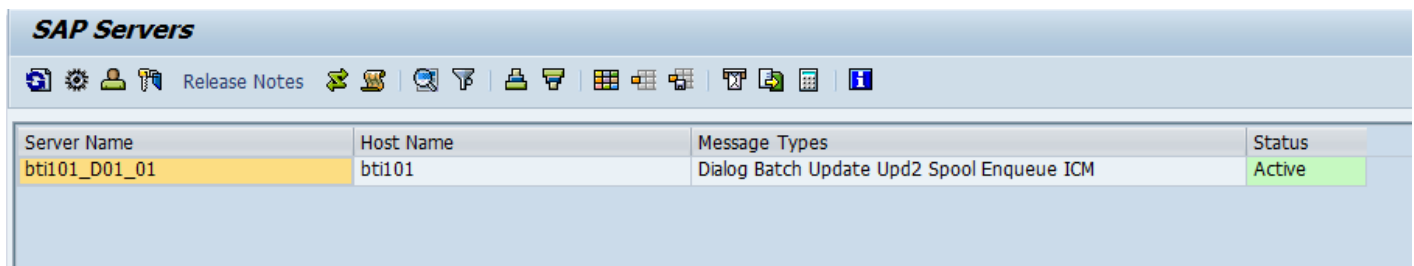 SAP Servers
Release Notes
Server Name Host Name Message Types Status
bti101_D01_01 bti101 Dialog Batch Update Upd2 Spool Enqueue ICM Active